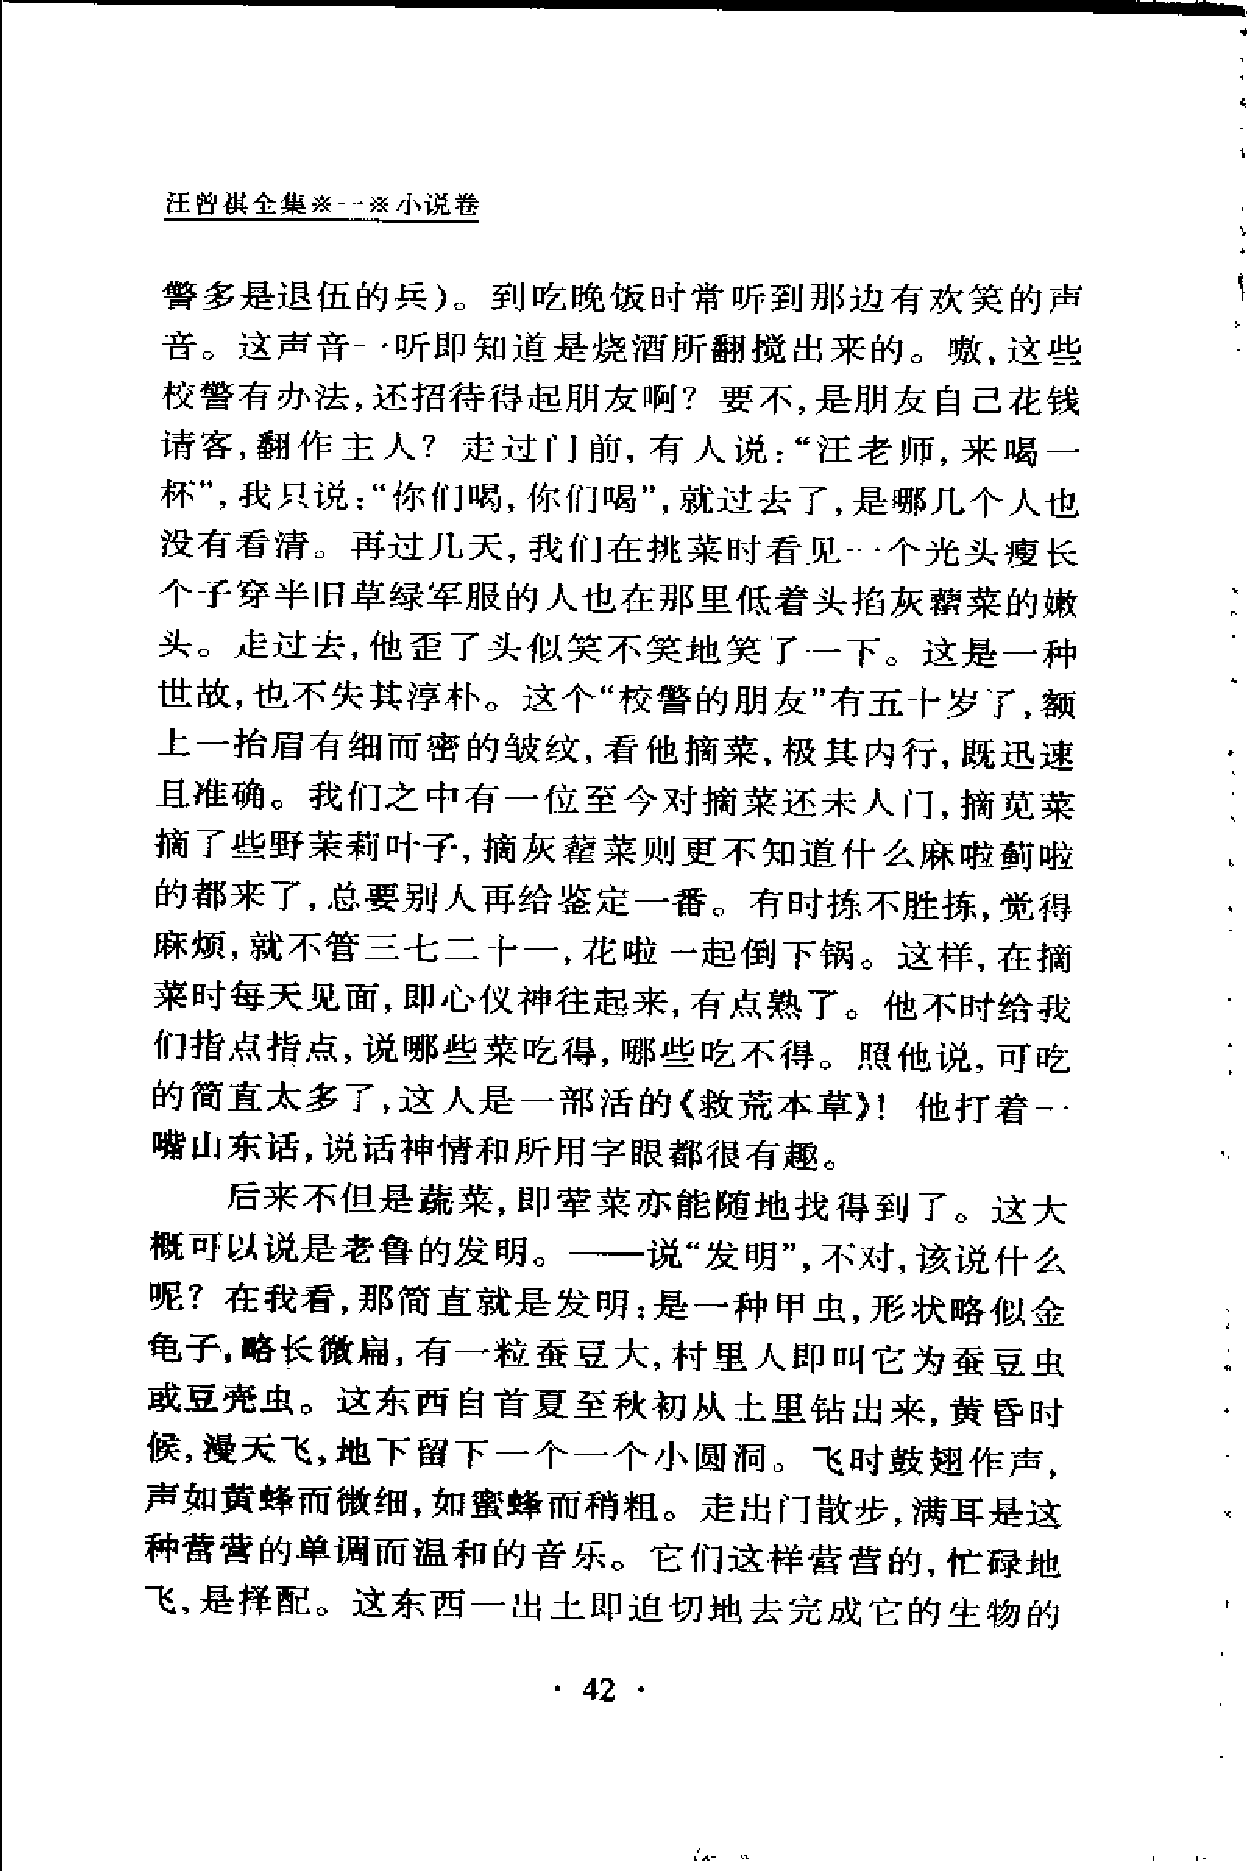 汪曾祺全集※一※小说卷
警多是退伍的兵)。到吃晚饭时常听到那边有欢笑的声
音。这声音一听即知道是烧酒所翻搅出来的。嗷,这些
校警有办法,还招待得起朋友啊?要不,是朋友自己花钱
请客,翻作主人?走过门前,有人说:“汪老师,来喝一
杯”,我只说:“你们喝,你们喝”,就过去了,是哪几个人也
没有看清。再过几天,我们在挑菜时看见一个光头瘦长
个子穿半旧草绿军服的人也在那里低着头掐灰藋菜的嫩
头。走过去,他歪了头似笑不笑地笑了一下。这是一种
世故,也不失其淳朴。这个“校警的朋友”有五十岁了,额
上一抬眉有细而密的皱纹,看他摘菜,极其内行,既迅速
且准确。我们之中有一位至今对摘菜还未入门,摘苋菜
摘了些野茉莉叶子,摘灰藋菜则更不知道什么麻啦蓟啦
的都来了,总要别人再给鉴定一番。有时拣不胜拣,觉得
麻烦,就不管三七二十一,花啦一起倒下锅。这样,在摘
菜时每天见面,即心仪神往起来,有点熟了。他不时给我
们指点指点,说哪些菜吃得,哪些吃不得。照他说,可吃
的简直太多了,这人是一部活的《救荒本草》!他打着一
嘴山东话,说话神情和所用字眼都很有趣。
后来不但是蔬菜,即荤菜亦能随地找得到了。这大
概可以说是老鲁的发明。——说“发明”,不对,该说什么
呢?在我看,那简直就是发明:是一种甲虫,形状略似金
龟子,略长微扁,有一粒蚕豆大,村里人即叫它为蚕豆虫
或豆壳虫。这东西自首夏至秋初从土里钻出来,黄昏时
候,漫天飞,地下留下一个一个小圆洞。飞时鼓翅作声,
声如黄蜂而微细,如蜜蜂而稍粗。走出门散步,满耳是这
种营营的单调而温和的音乐。它们这样营营的,忙碌地
飞,是择配。这东西一出土即迫切地去完成它的生物的
· 42 ·